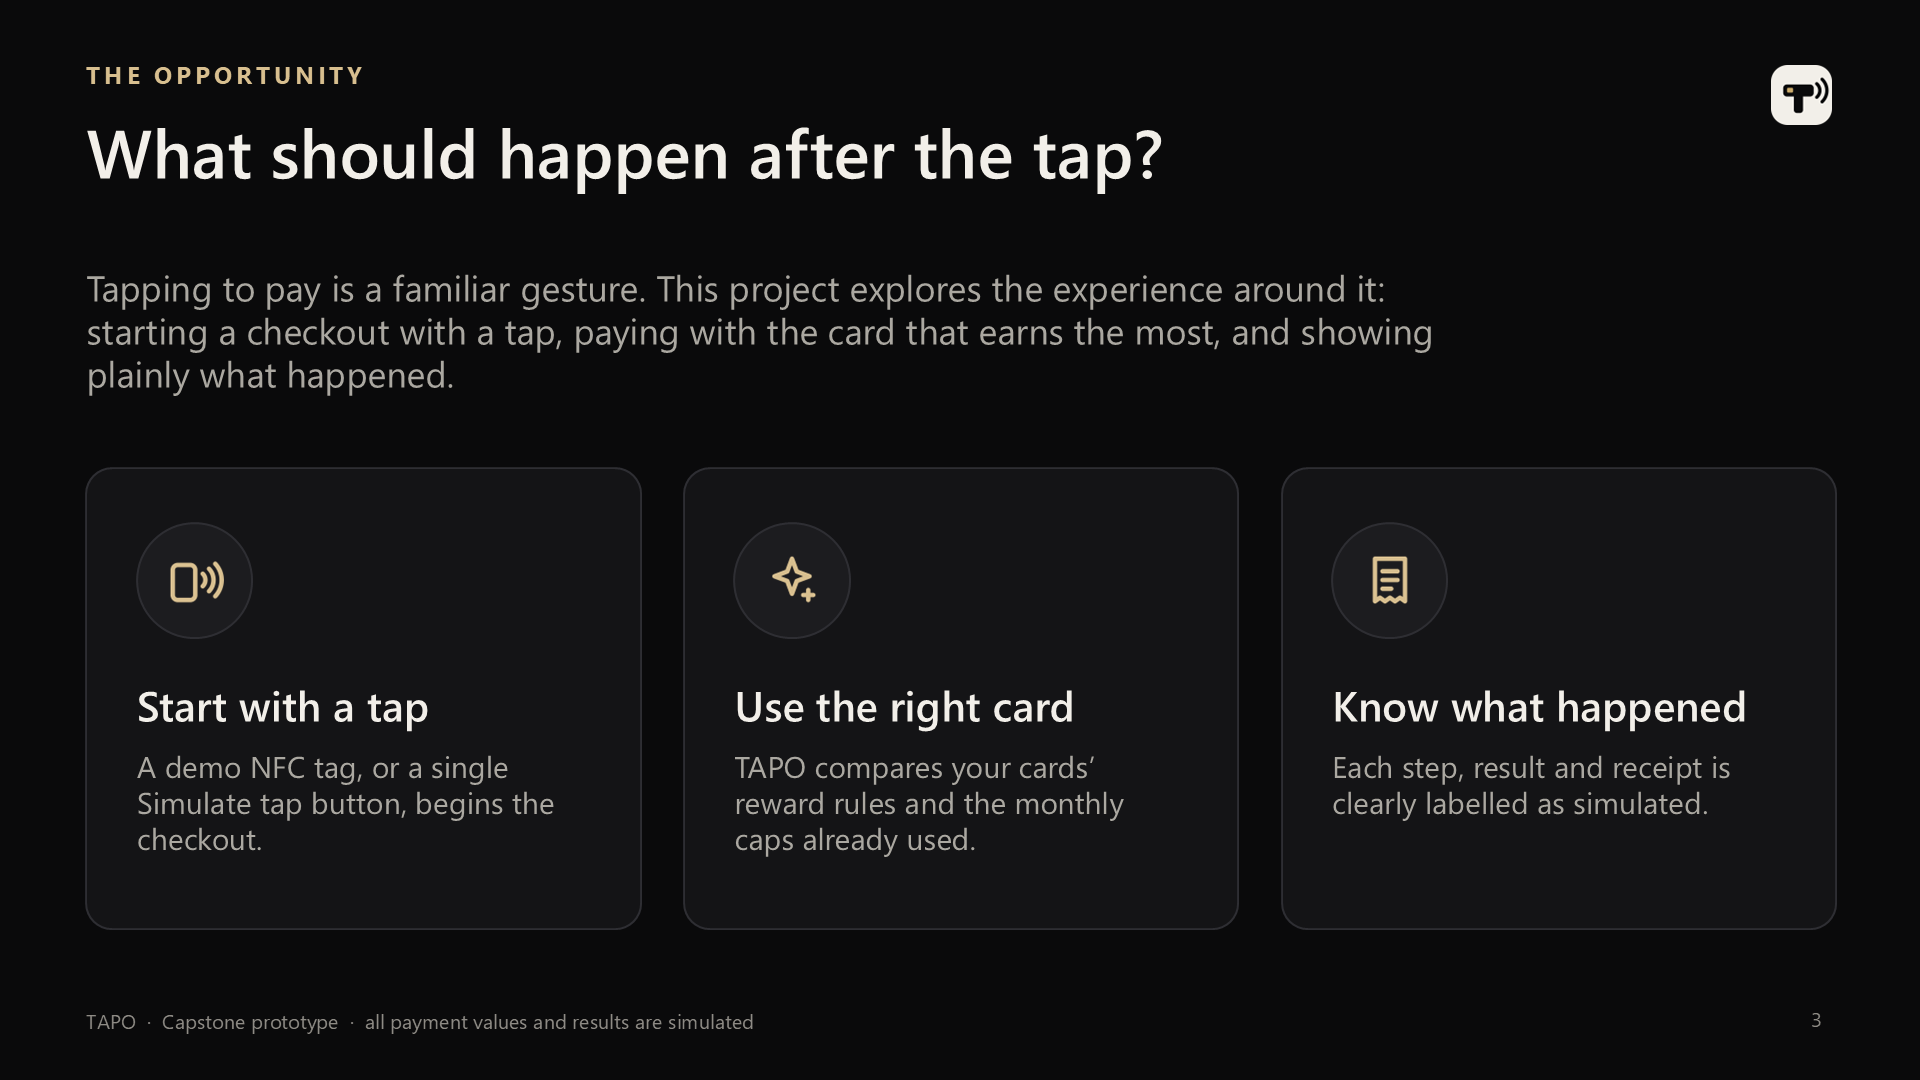 THE OPPORTUNITY
What should happen after the tap?
Tapping to pay is a familiar gesture. This project explores the experience around it:
starting a checkout with a tap, paying with the card that earns the most, and showing
plainly what happened.
Start with a tap
A demo NFC tag, or a single
Simulate tap button, begins the
checkout.
Use the right card
TAPO compares your cards’
reward rules and the monthly
caps already used.
Know what happened
Each step, result and receipt is
clearly labelled as simulated.
TAPO · Capstone prototype · all payment values and results are simulated
3